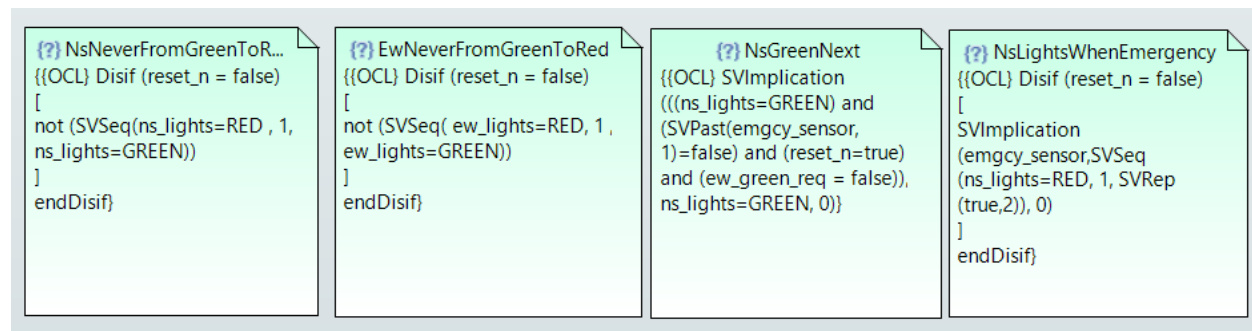 {?} NsNeverFromGreenToR...
{{OCL} Disif (reset_n = false)
[
not (SVSeq(ns_lights=RED , 1,
ns_lights=GREEN))
]
endDisif}
{?} EwNeverFromGreenToRed
{{OCL} Disif (reset_n = false)
[
not (SVSeq( ew_lights=RED, 1 ,
ew_lights=GREEN))
]
endDisif}
{?} NsGreenNext
{{OCL} SVImplication
(((ns_lights=GREEN) and
(SVPast(emgcy_sensor,
1)=false) and (reset_n=true)
and (ew_green_req = false)),
ns_lights=GREEN, 0)}
{?} NsLightsWhenEmergency
{{OCL} Disif (reset_n = false)
[
SVImplication
(emgcy_sensor,SVSeq
(ns_lights=RED, 1, SVRep
(true,2)), 0)
]
endDisif}